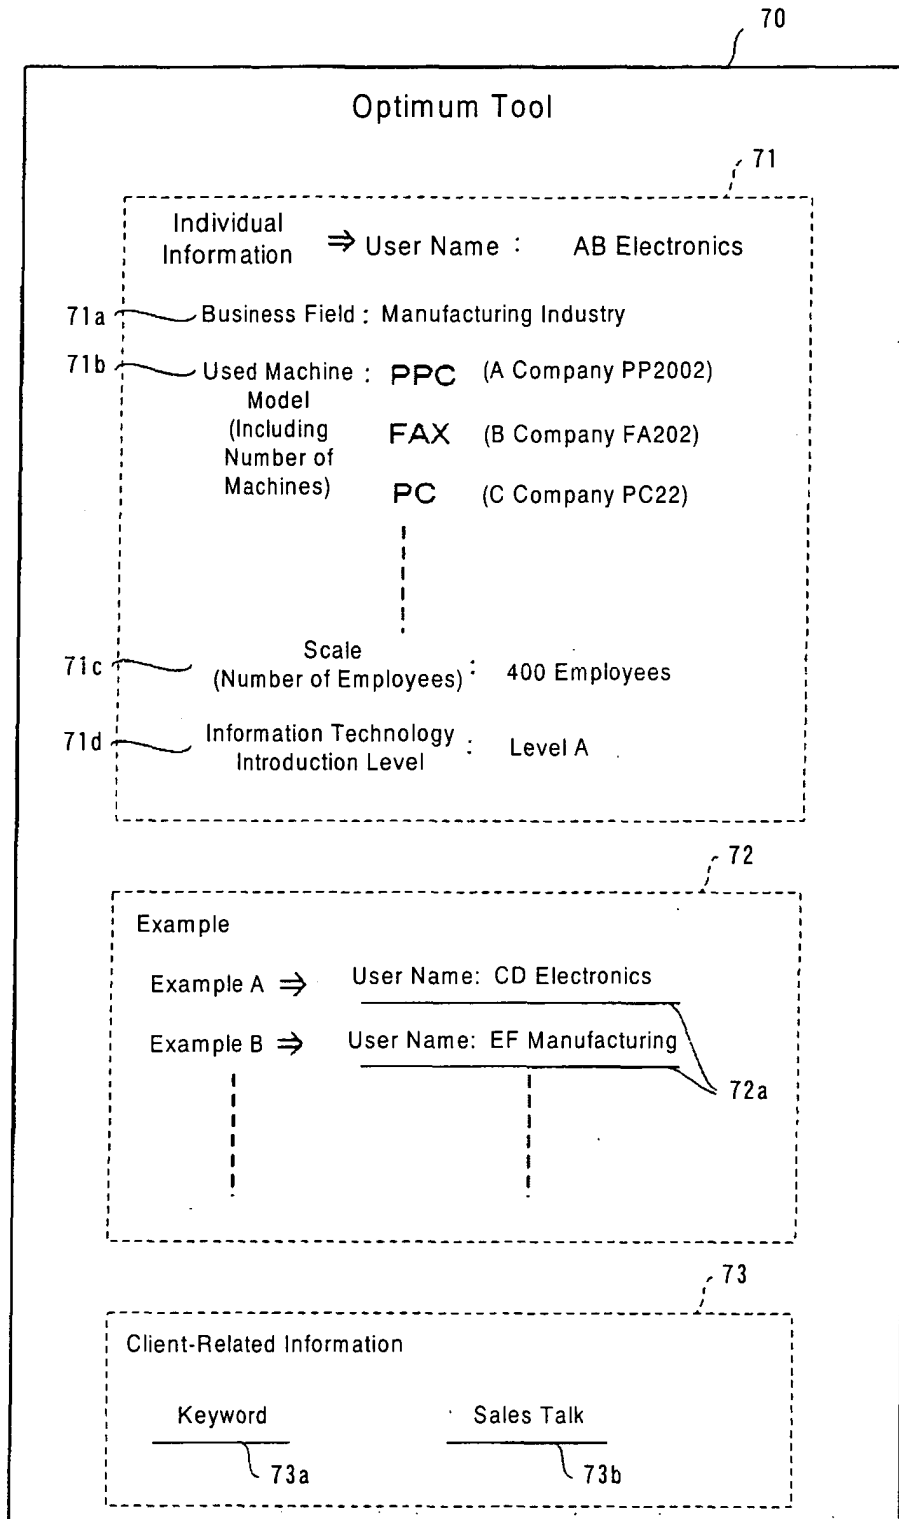 70
Optimum Tool
71
Individual
Information ⇒ User Name : AB Electronics
71a Business Field : Manufacturing Industry
71b Used Machine : PPC (A Company PP2002)
Model
(Including FAX (B Company FA202)
Number of
Machines) PC (C Company PC22)
71c Scale
(Number of Employees) : 400 Employees
71d Information Technology : Level A
Introduction Level
72
Example
Example A ⇒ User Name: CD Electronics
Example B ⇒ User Name: EF Manufacturing
72a
73
Client-Related Information
Keyword Sales Talk
73a 73b